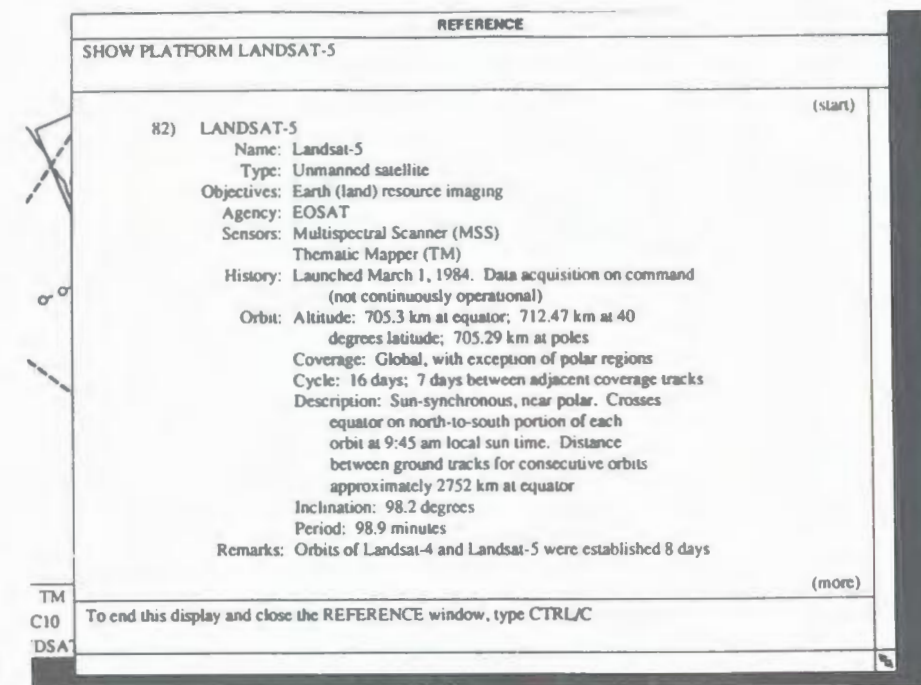 REFERENCE
SHOW PLATFORM LANDSAT-5
(start)
82) LANDSAT-5
Name: Landsat-5
Type: Unmanned satellite
Objectives: Earth (land) resource imaging
Agency: EOSAT
Sensors: Multispectral Scanner (MSS)
Thematic Mapper (TM)
History: Launched March 1, 1984. Data acquisition on command
(not continuously operational)
Orbit: Altitude: 705.3 km at equator; 712.47 km at 40
degrees latitude; 705.29 km at poles
Coverage: Global, with exception of polar regions
Cycle: 16 days; 7 days between adjacent coverage tracks
Description: Sun-synchronous, near polar. Crosses
equator on north-to-south portion of each
orbit at 9:45 am local sun time. Distance
between ground tracks for consecutive orbits
approximately 2752 km at equator
Inclination: 98.2 degrees
Period: 98.9 minutes
Remarks: Orbits of Landsat-4 and Landsat-5 were established 8 days
(more)
TM
C10
DSAT
To end this display and close the REFERENCE window, type CTRL/C